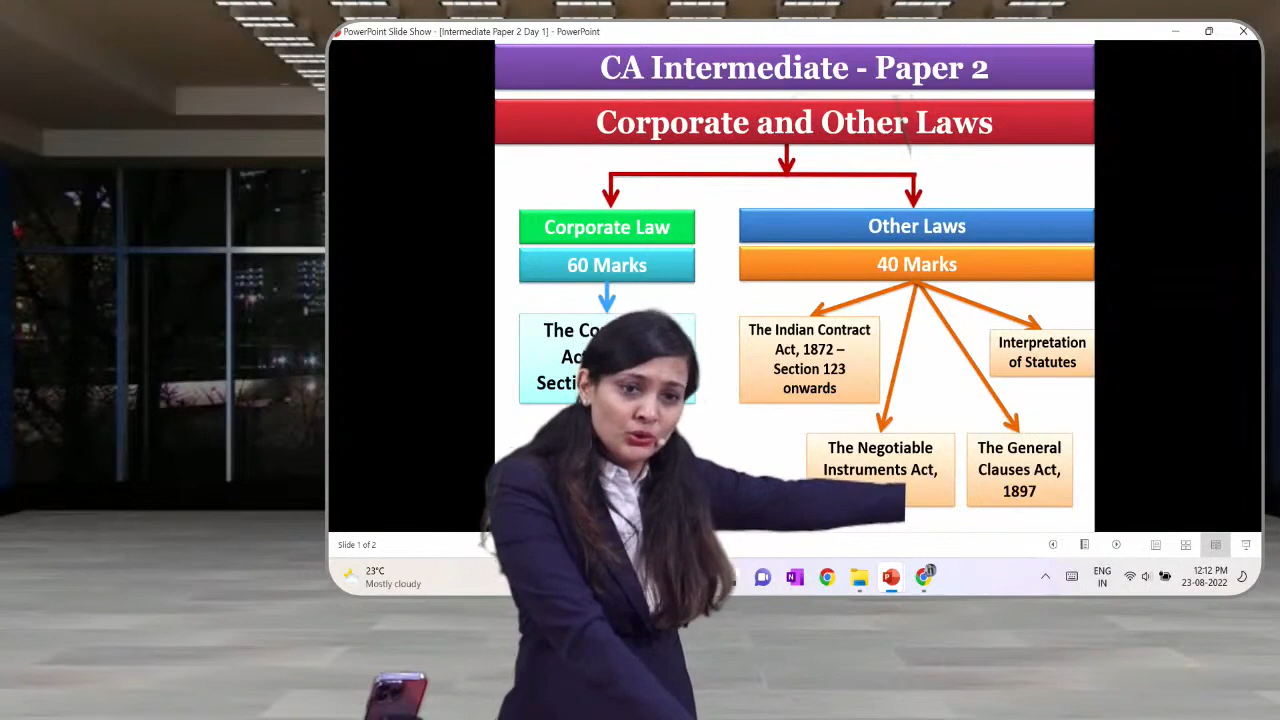 PowerPoint Slide Show - [Intermediate Paper 2 Day 1] - PowerPoint
CA Intermediate - Paper 2
Corporate and Other Laws
Corporate Law
Other Laws
60 Marks
40 Marks
The
The Indian Contract
Act, 1872 –
Section 123
onwards
Interpretation
of Statutes
The Negotiable
Instruments Act,
The General
Clauses Act,
1897
Slide 1 of 2
23°C
Mostly cloudy
ENG
IN
12:12 PM
23-08-2022